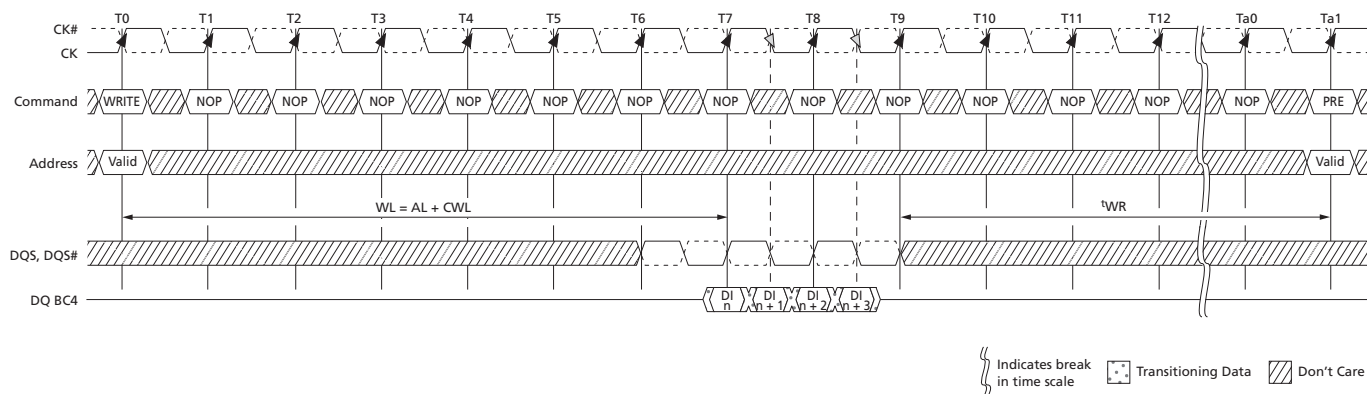 T0 T1 T2 T3 T4 T5 T6 T7 T8 T9 T10 T11 T12 Ta0 Ta1
CK#
CK
Command WRITE NOP NOP NOP NOP NOP NOP NOP NOP NOP NOP NOP NOP NOP PRE
Address Valid Valid
WL = AL + CWL tWR
DQS, DQS#
DQ BC4 DI n DI n + 1 DI n + 2 DI n + 3
Indicates break
in time scale
Transitioning Data
Don't Care